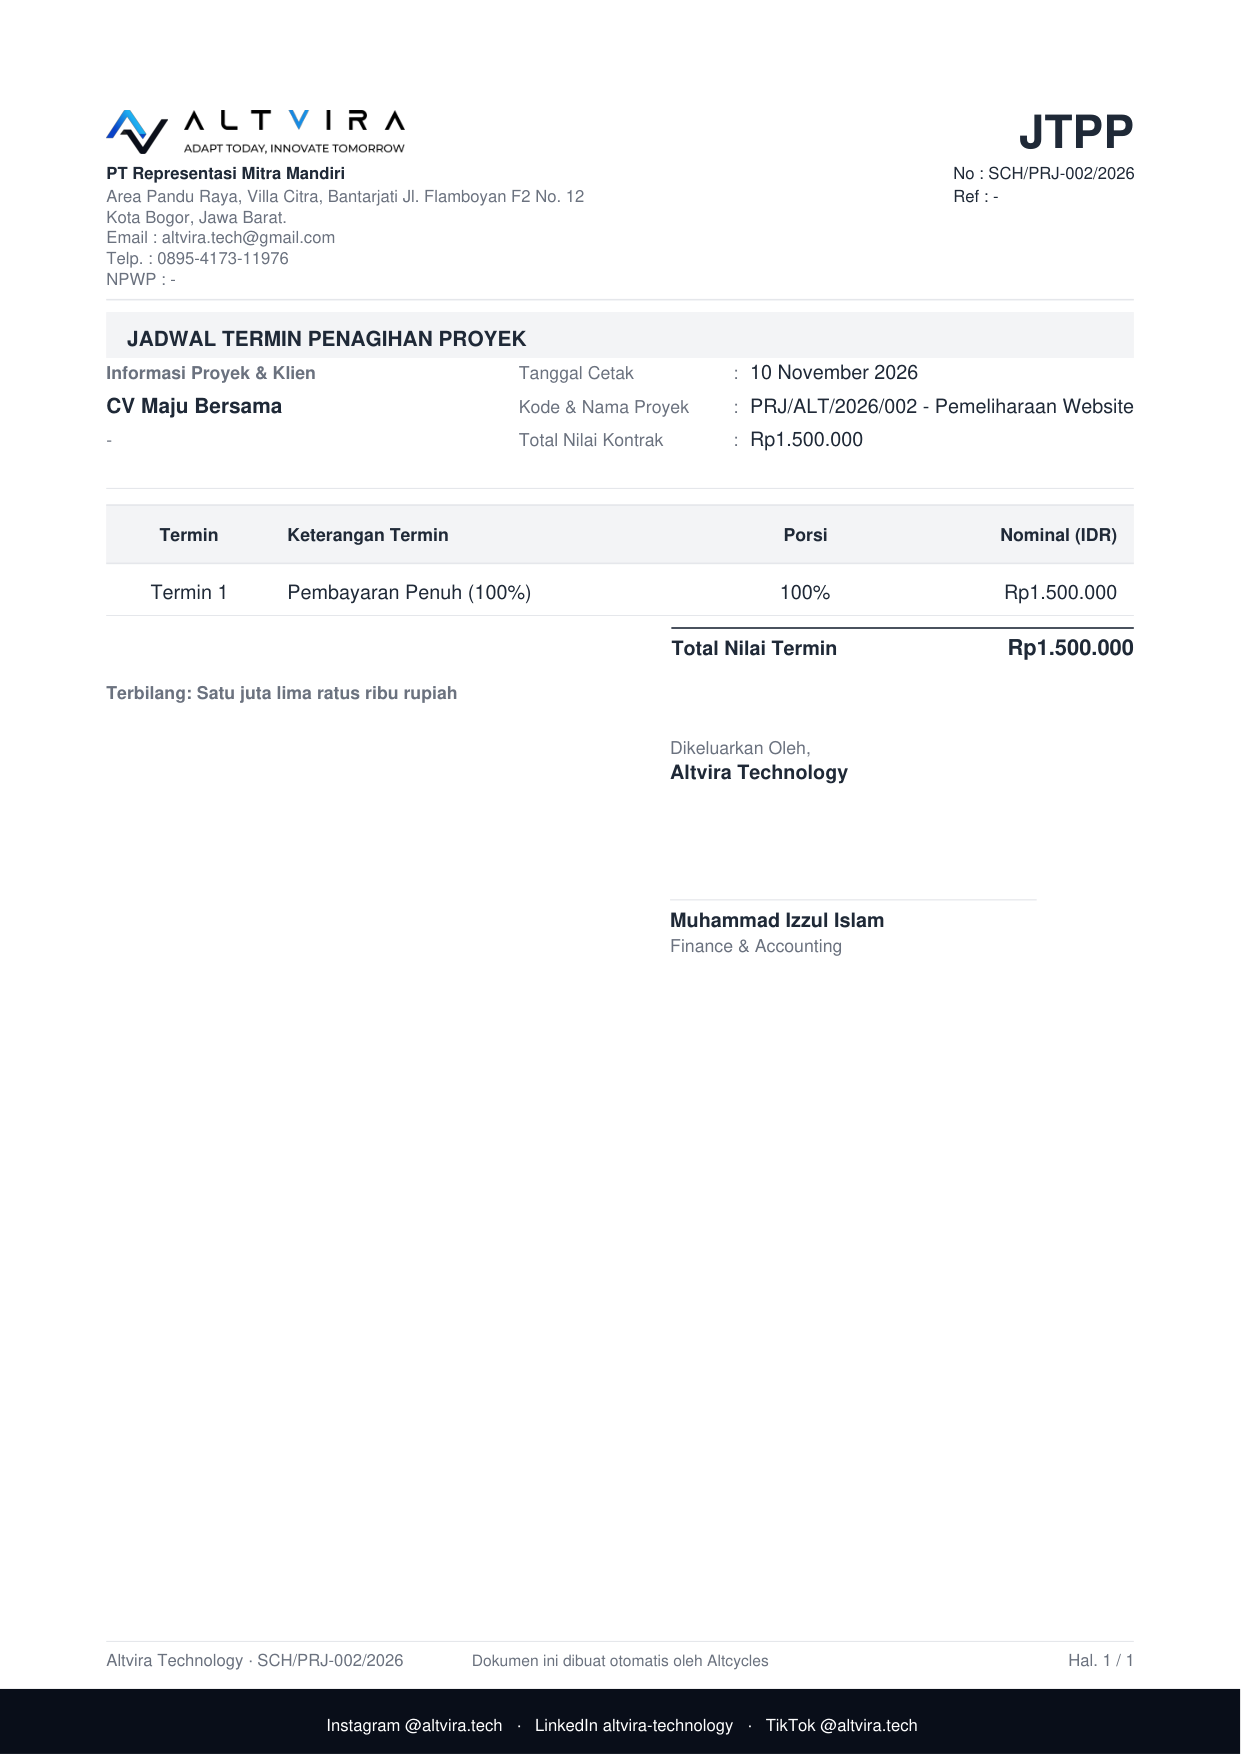 ALTVIRA
ADAPT TODAY, INNOVATE TOMORROW
JTPP
PT Representasi Mitra Mandiri
No : SCH/PRJ-002/2026
Area Pandu Raya, Villa Citra, Bantarjati Jl. Flamboyan F2 No. 12
Ref : -
Kota Bogor, Jawa Barat.
Email : altvira.tech@gmail.com
Telp. : 0895-4173-11976
NPWP : -
JADWAL TERMIN PENAGIHAN PROYEK
Informasi Proyek & Klien
Tanggal Cetak : 10 November 2026
CV Maju Bersama
Kode & Nama Proyek : PRJ/ALT/2026/002 - Pemeliharaan Website
-
Total Nilai Kontrak : Rp1.500.000
Termin Keterangan Termin Porsi Nominal (IDR)
Termin 1 Pembayaran Penuh (100%) 100% Rp1.500.000
Total Nilai Termin Rp1.500.000
Terbilang: Satu juta lima ratus ribu rupiah
Dikeluarkan Oleh,
Altvira Technology
Muhammad Izzul Islam
Finance & Accounting
Altvira Technology · SCH/PRJ-002/2026 Dokumen ini dibuat otomatis oleh Altcycles Hal. 1 / 1
Instagram @altvira.tech · LinkedIn altvira-technology · TikTok @altvira.tech